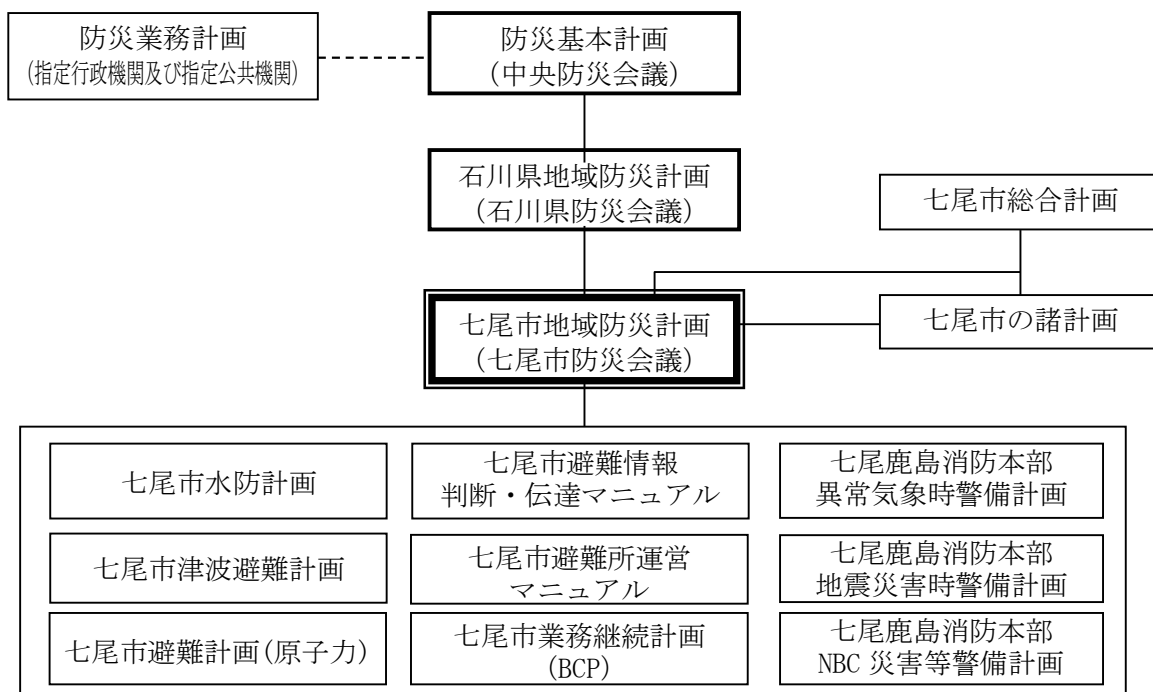 防災業務計画
(指定行政機関及び指定公共機関)
防災基本計画
(中央防災会議)
石川県地域防災計画
(石川県防災会議)
七尾市総合計画
七尾市地域防災計画
(七尾市防災会議)
七尾市の諸計画
七尾市水防計画
七尾市避難情報
判断・伝達マニュアル
七尾鹿島消防本部
異常気象時警備計画
七尾市津波避難計画
七尾市避難所運営
マニュアル
七尾鹿島消防本部
地震災害時警備計画
七尾市避難計画(原子力)
七尾市業務継続計画
(BCP)
七尾鹿島消防本部
NBC 災害等警備計画